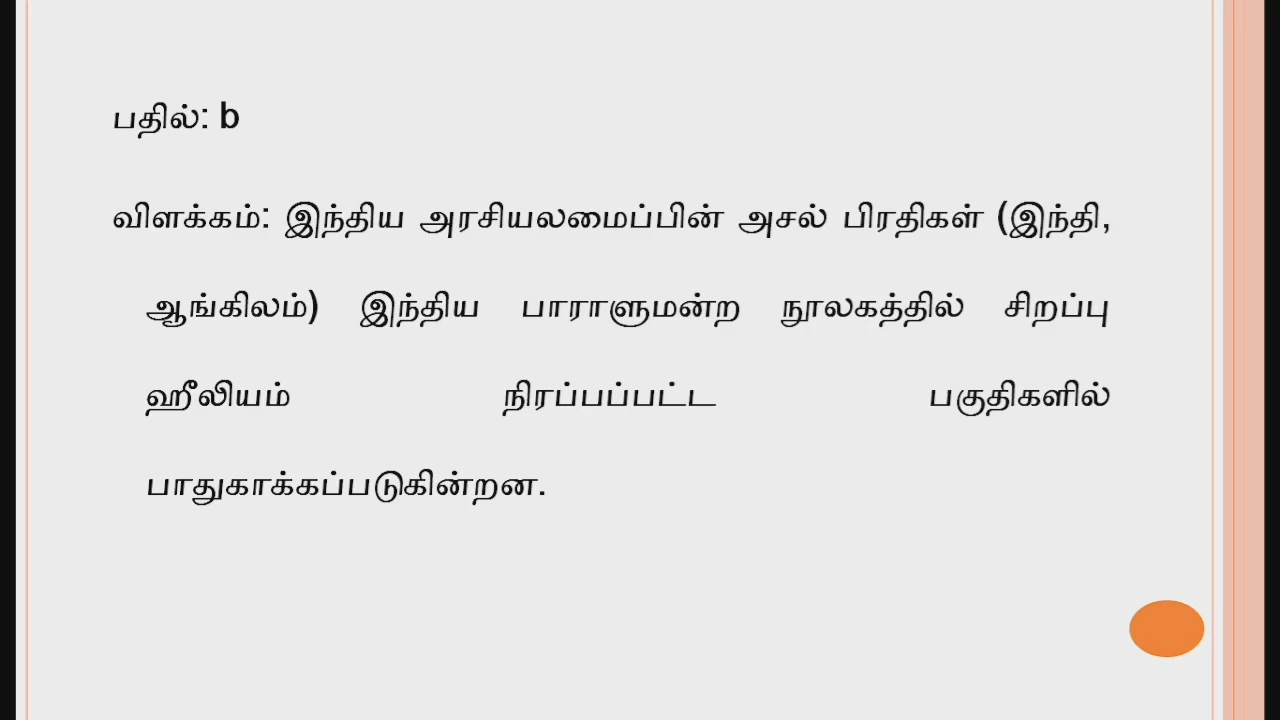 பதில்: b
விளக்கம்: இந்திய அரசியலமைப்பின் அசல் பிரதிகள் (இந்தி,
ஆங்கிலம்) இந்திய பாராளுமன்ற நூலகத்தில் சிறப்பு
ஹீலியம் நிரப்பப்பட்ட பகுதிகளில்
பாதுகாக்கப்படுகின்றன.